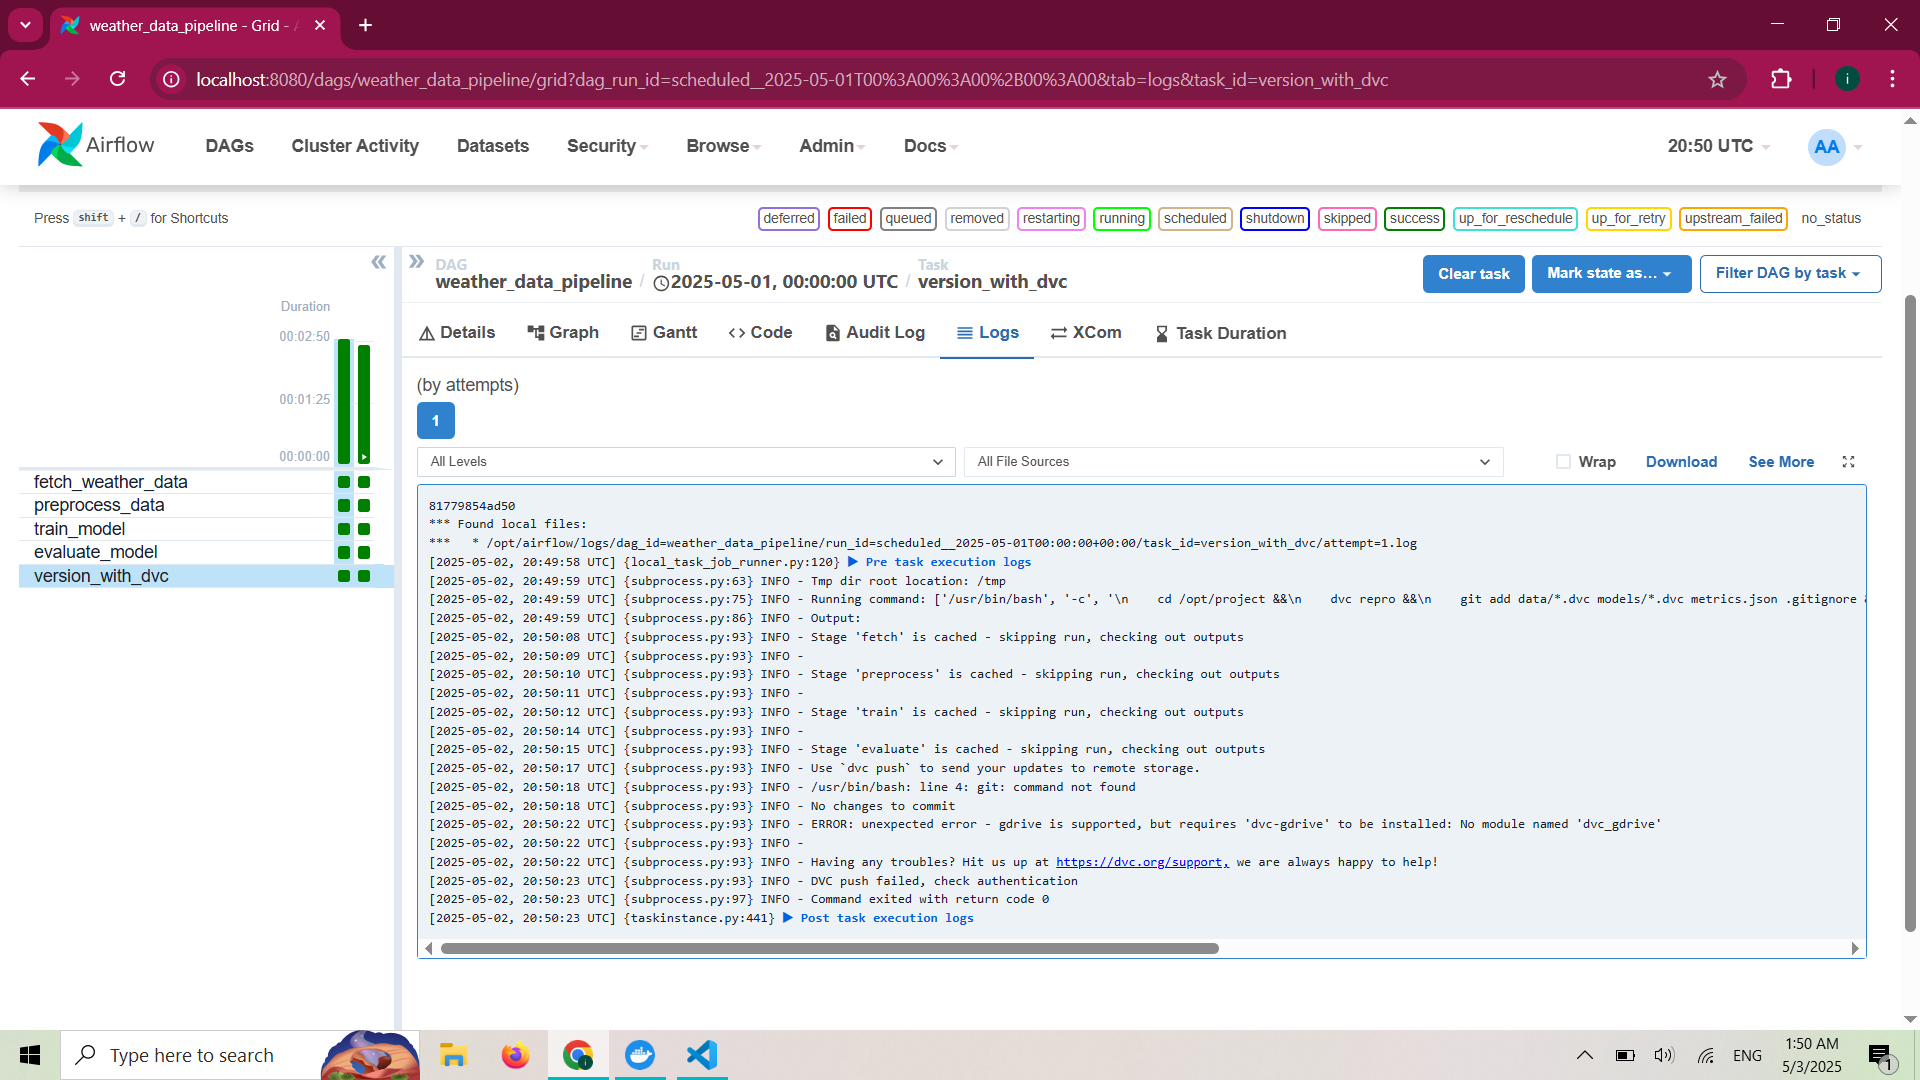 weather_data_pipeline - Grid -
localhost:8080/dags/weather_data_pipeline/grid?dag_run_id=scheduled__2025-05-01T00%3A00%3A00%2B00%3A00&tab=logs&task_id=version_with_dvc
i
Airflow
DAGs
Cluster Activity
Datasets
Security
Browse
Admin
Docs
20:50 UTC
AA
Press shift + / for Shortcuts
deferred
failed
queued
removed
restarting
running
scheduled
shutdown
skipped
success
up_for_reschedule
up_for_retry
upstream_failed
no_status
Duration
00:02:50
00:01:25
00:00:00
fetch_weather_data
preprocess_data
train_model
evaluate_model
version_with_dvc
DAG
weather_data_pipeline
/
Run
2025-05-01, 00:00:00 UTC
/
Task
version_with_dvc
Clear task
Mark state as...
Filter DAG by task
Details
Graph
Gantt
Code
Audit Log
Logs
XCom
Task Duration
(by attempts)
1
All Levels
All File Sources
Wrap
Download
See More
81779854ad50
*** Found local files:
***   * /opt/airflow/logs/dag_id=weather_data_pipeline/run_id=scheduled__2025-05-01T00:00:00+00:00/task_id=version_with_dvc/attempt=1.log
[2025-05-02, 20:49:58 UTC] {local_task_job_runner.py:120} ▶ Pre task execution logs
[2025-05-02, 20:49:59 UTC] {subprocess.py:63} INFO - Tmp dir root location: /tmp
[2025-05-02, 20:49:59 UTC] {subprocess.py:75} INFO - Running command: ['/usr/bin/bash', '-c', '\n    cd /opt/project &&\n    dvc repro &&\n    git add data/*.dvc models/*.dvc metrics.json .gitignore
[2025-05-02, 20:49:59 UTC] {subprocess.py:86} INFO - Output:
[2025-05-02, 20:50:08 UTC] {subprocess.py:93} INFO - Stage 'fetch' is cached - skipping run, checking out outputs
[2025-05-02, 20:50:09 UTC] {subprocess.py:93} INFO -
[2025-05-02, 20:50:10 UTC] {subprocess.py:93} INFO - Stage 'preprocess' is cached - skipping run, checking out outputs
[2025-05-02, 20:50:11 UTC] {subprocess.py:93} INFO -
[2025-05-02, 20:50:12 UTC] {subprocess.py:93} INFO - Stage 'train' is cached - skipping run, checking out outputs
[2025-05-02, 20:50:14 UTC] {subprocess.py:93} INFO -
[2025-05-02, 20:50:15 UTC] {subprocess.py:93} INFO - Stage 'evaluate' is cached - skipping run, checking out outputs
[2025-05-02, 20:50:17 UTC] {subprocess.py:93} INFO - Use `dvc push` to send your updates to remote storage.
[2025-05-02, 20:50:18 UTC] {subprocess.py:93} INFO - /usr/bin/bash: line 4: git: command not found
[2025-05-02, 20:50:18 UTC] {subprocess.py:93} INFO - No changes to commit
[2025-05-02, 20:50:22 UTC] {subprocess.py:93} INFO - ERROR: unexpected error - gdrive is supported, but requires 'dvc-gdrive' to be installed: No module named 'dvc_gdrive'
[2025-05-02, 20:50:22 UTC] {subprocess.py:93} INFO -
[2025-05-02, 20:50:22 UTC] {subprocess.py:93} INFO - Having any troubles? Hit us up at https://dvc.org/support, we are always happy to help!
[2025-05-02, 20:50:23 UTC] {subprocess.py:93} INFO - DVC push failed, check authentication
[2025-05-02, 20:50:23 UTC] {subprocess.py:97} INFO - Command exited with return code 0
[2025-05-02, 20:50:23 UTC] {taskinstance.py:441} ▶ Post task execution logs
Type here to search
ENG
1:50 AM
5/3/2025
1